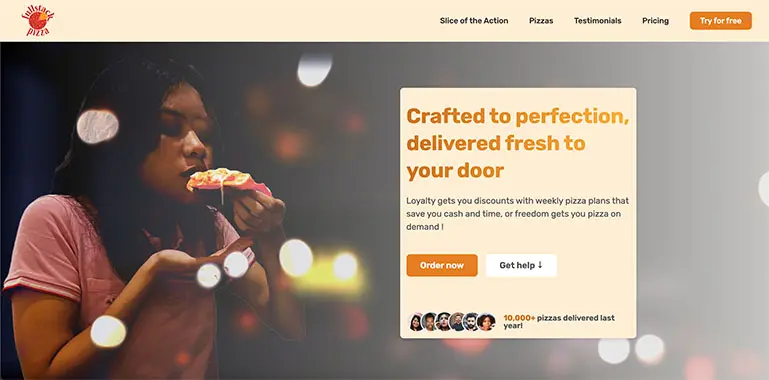 fullstack
pizza
Slice of the Action
Pizzas
Testimonials
Pricing
Try for free
Crafted to perfection,
delivered fresh to
your door
Loyalty gets you discounts with weekly pizza plans that
save you cash and time, or freedom gets you pizza on
demand !
Order now
Get help ↓
10,000+ pizzas delivered last
year!